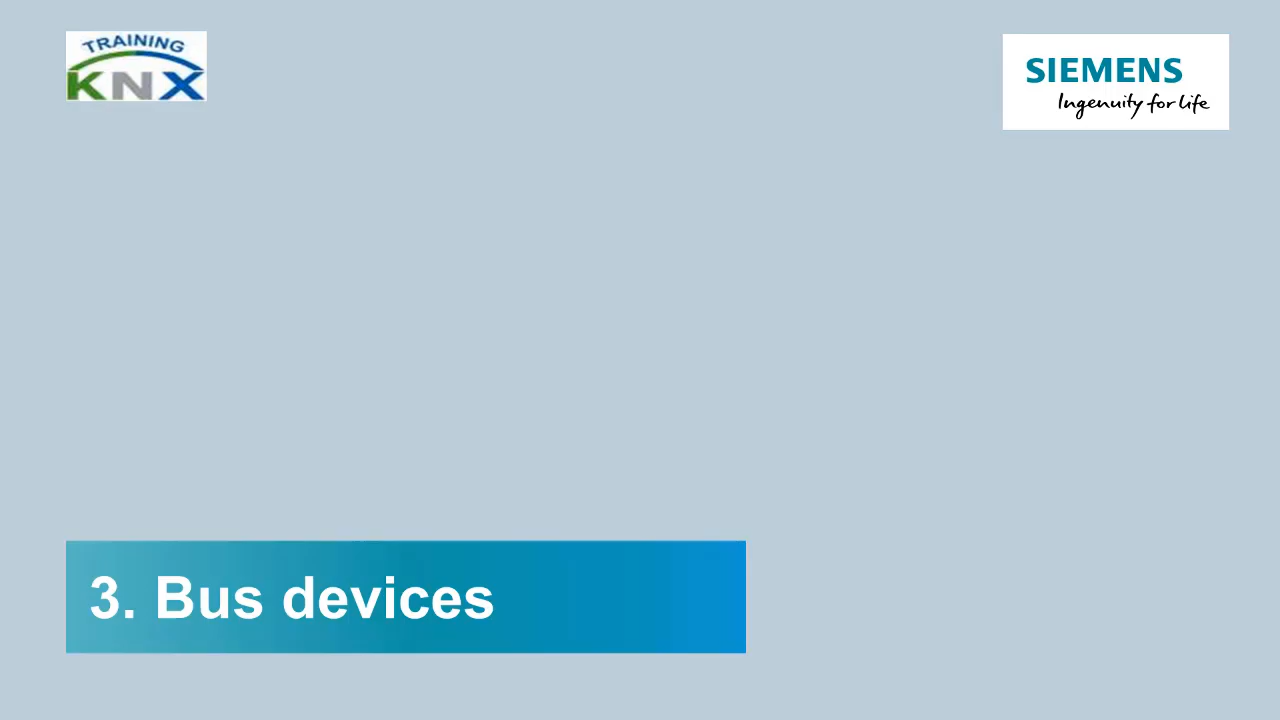 TRAINING
KNX
SIEMENS
Ingenuity for life
3. Bus devices